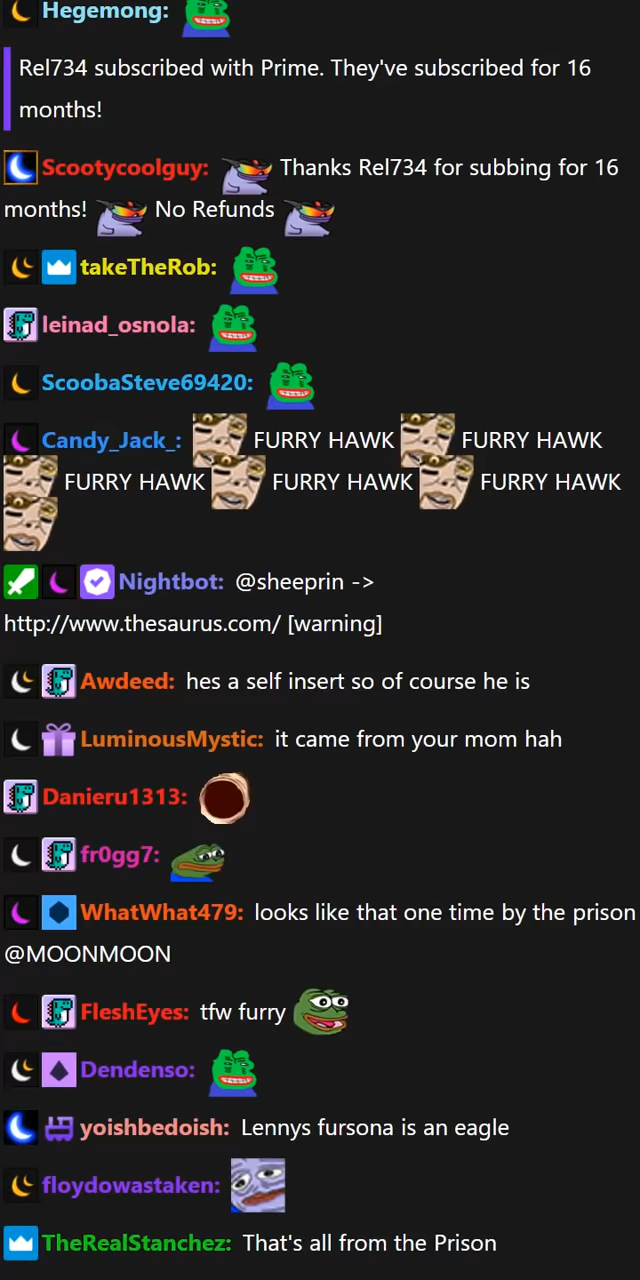 Hegemong:
Rel734 subscribed with Prime. They've subscribed for 16
months!
Scootycoolguy: Thanks Rel734 for subbing for 16
months! No Refunds
takeTheRob:
leinad_osnola:
ScoobaSteve69420:
Candy_Jack_: FURRY HAWK FURRY HAWK
FURRY HAWK FURRY HAWK FURRY HAWK
Nightbot: @sheeprin ->
http://www.thesaurus.com/ [warning]
Awdeed: hes a self insert so of course he is
LuminousMystic: it came from your mom hah
Danieru1313:
fr0gg7:
WhatWhat479: looks like that one time by the prison
@MOONMOON
FleshEyes: tfw furry
Dendenso:
yoishbedoish: Lennys fursona is an eagle
floydowastaken:
TheRealStanchez: That's all from the Prison